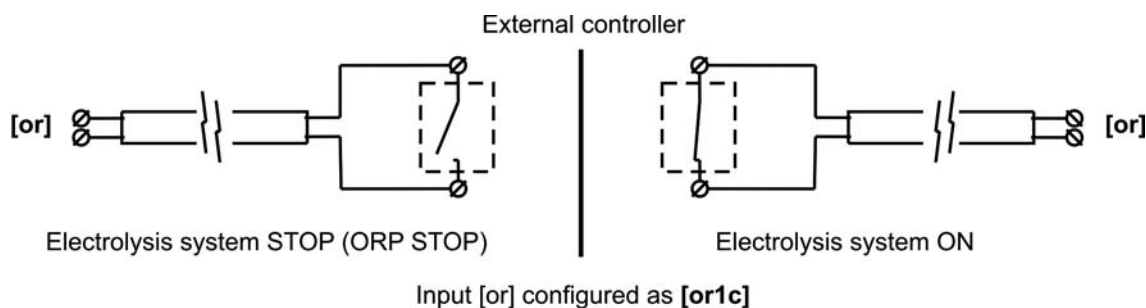 External controller
[or]
[or]
Electrolysis system STOP (ORP STOP)
Electrolysis system ON
Input [or] configured as [or1c]